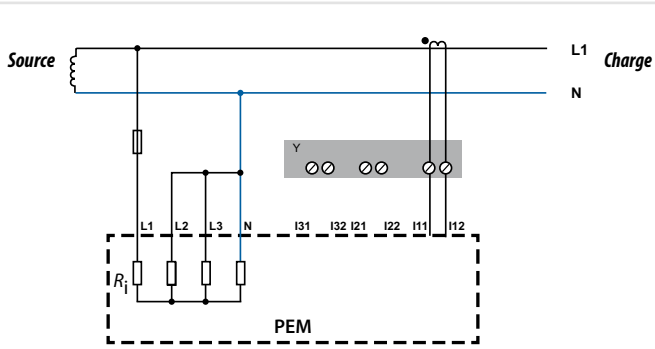 L1
Source
Charge
N
Y
L1 L2 L3 N I31 I32 I21 I22 I11 I12
Ri
PEM